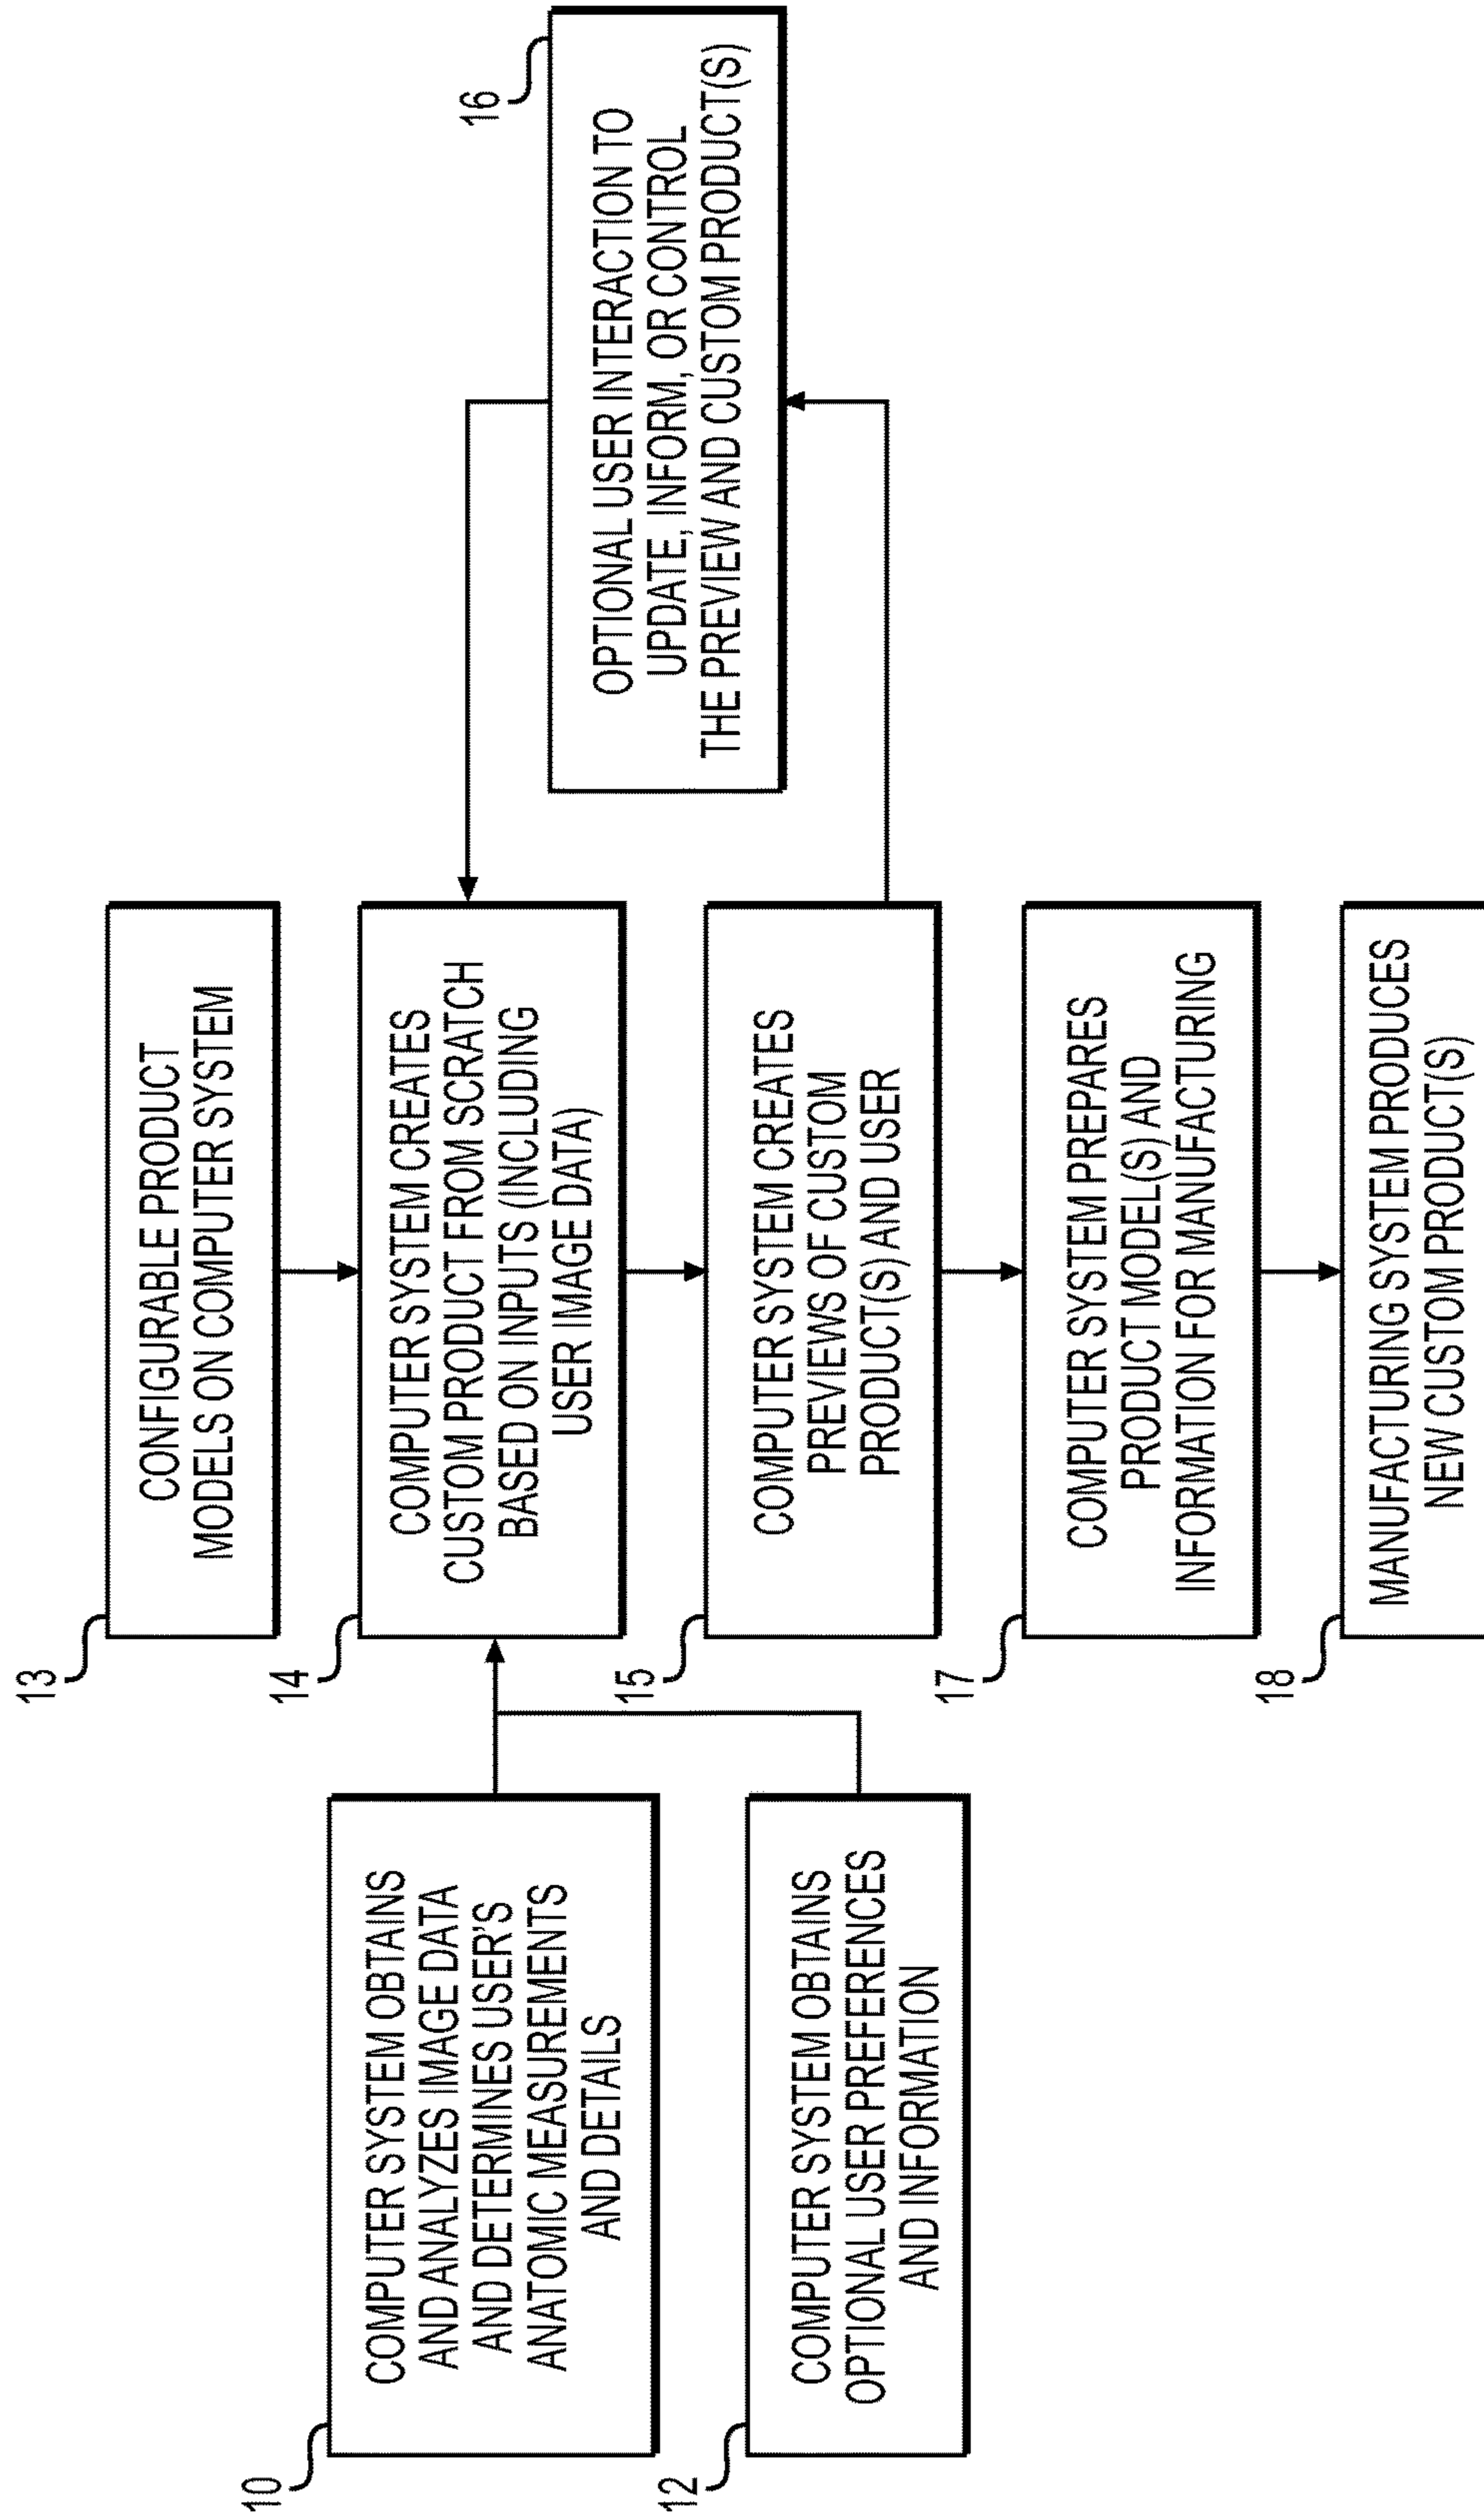 13
CONFIGURABLE PRODUCT
MODELS ON COMPUTER SYSTEM
10
COMPUTER SYSTEM OBTAINS
AND ANALYZES IMAGE DATA
AND DETERMINES USER'S
ANATOMIC MEASUREMENTS
AND DETAILS
12
COMPUTER SYSTEM OBTAINS
OPTIONAL USER PREFERENCES
AND INFORMATION
14
COMPUTER SYSTEM CREATES
CUSTOM PRODUCT FROM SCRATCH
BASED ON INPUTS (INCLUDING
USER IMAGE DATA)
15
COMPUTER SYSTEM CREATES
PREVIEWS OF CUSTOM
PRODUCT(S) AND USER
16
OPTIONAL USER INTERACTION TO
UPDATE, INFORM, OR CONTROL
THE PREVIEW AND CUSTOM PRODUCT(S)
17
COMPUTER SYSTEM PREPARES
PRODUCT MODEL(S) AND
INFORMATION FOR MANUFACTURING
18
MANUFACTURING SYSTEM PRODUCES
NEW CUSTOM PRODUCT(S)